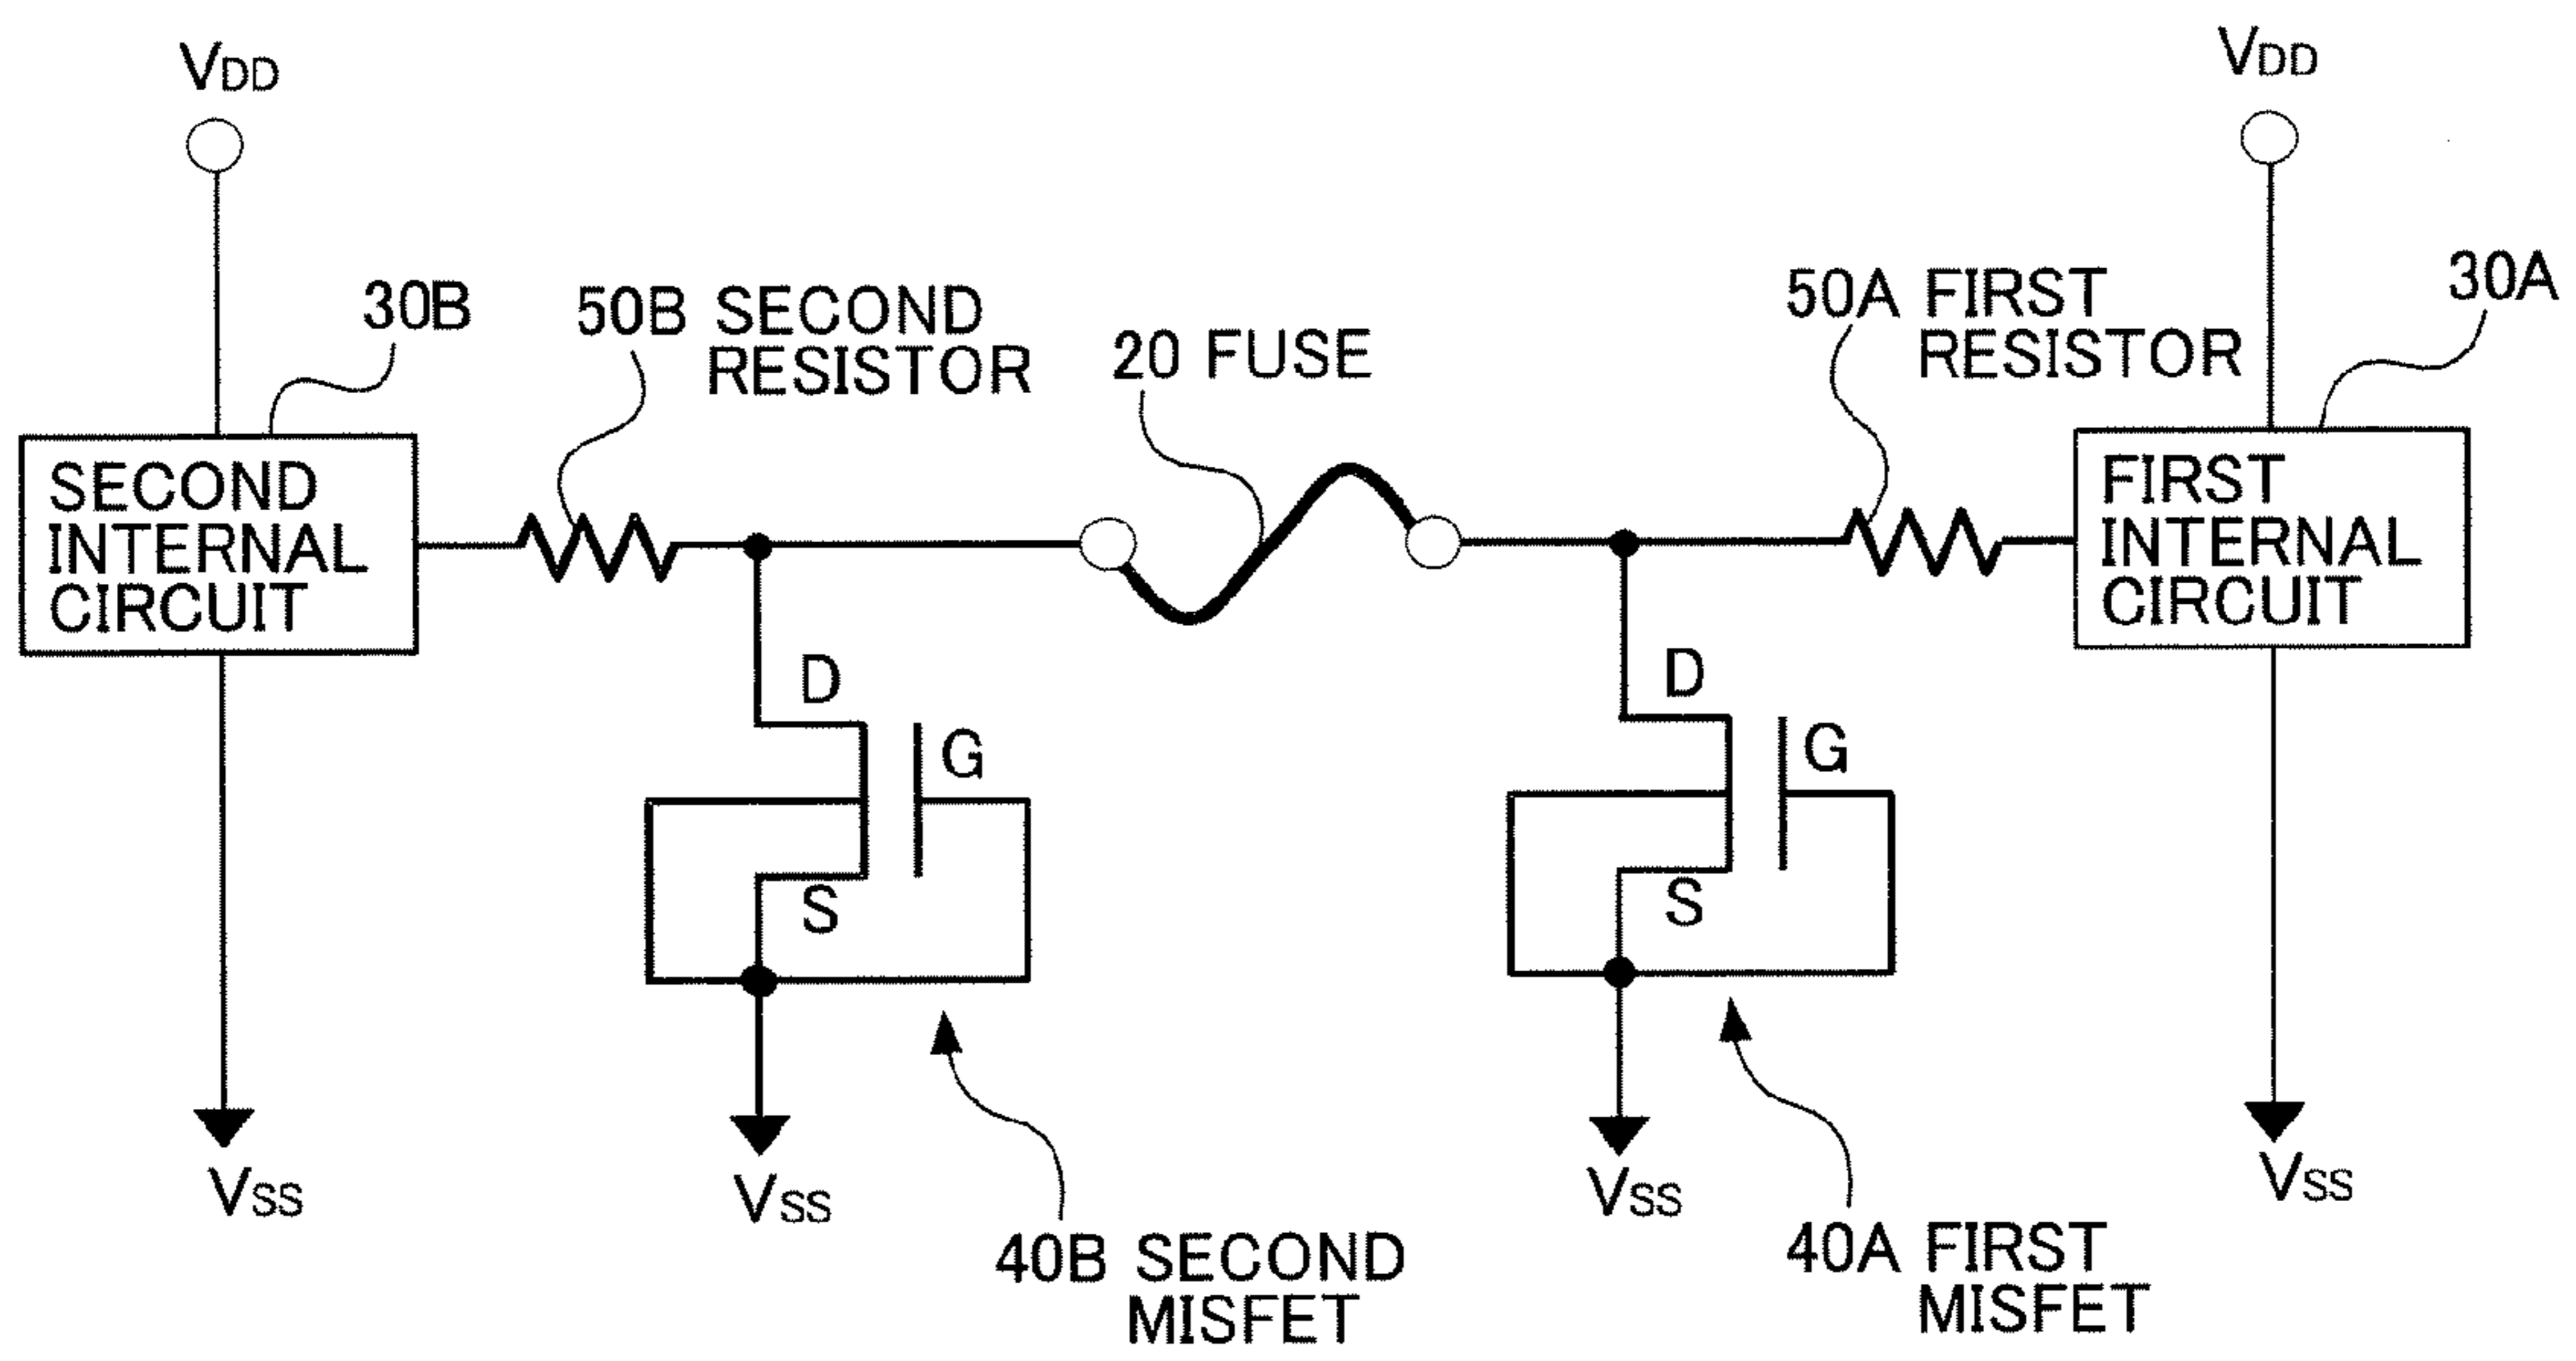 VDD
VDD
30B
50B SECOND
RESISTOR
20 FUSE
50A FIRST
RESISTOR
30A
SECOND
INTERNAL
CIRCUIT
FIRST
INTERNAL
CIRCUIT
D
G
S
D
G
S
VSS
VSS
VSS
VSS
40B SECOND
MISFET
40A FIRST
MISFET